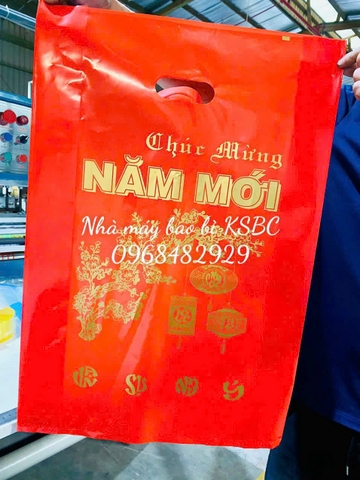 Chúc Mừng
NĂM MỚI
Nhà máy bao bì KSBC
0968482929